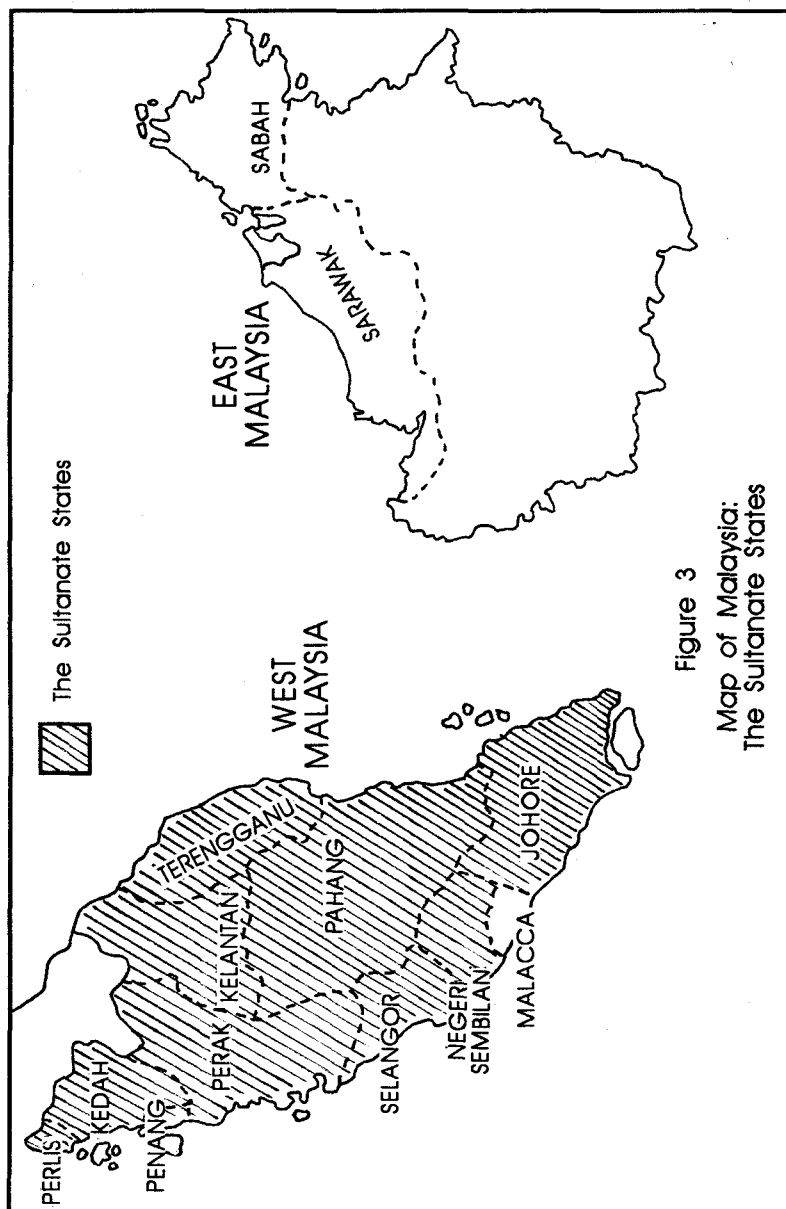 The Sultanate States
EAST
MALAYSIA
SABAH
SARAWAK
WEST
MALAYSIA
PERLIS
KEDAH
PENANG
PERAK
KELANTAN
TERENGGANU
PAHANG
SELANGOR
NEGERI
SEMBILAN
MALACCA
JOHORE
Figure 3
Map of Malaysia:
The Sultanate States